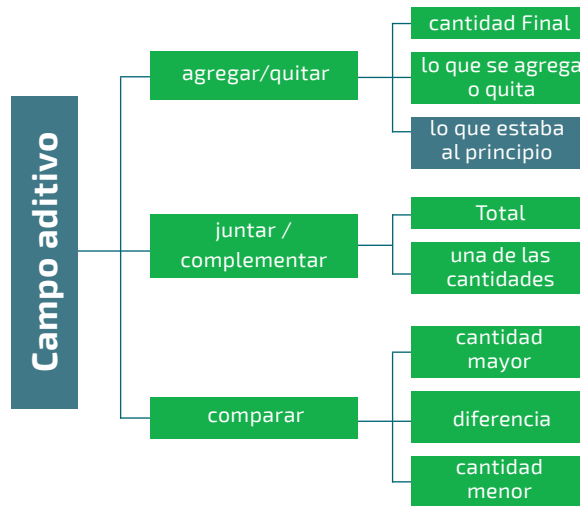 Campo aditivo
agregar/quitar
cantidad Final
lo que se agrega
o quita
lo que estaba
al principio
juntar /
complementar
Total
una de las
cantidades
comparar
cantidad
mayor
diferencia
cantidad
menor